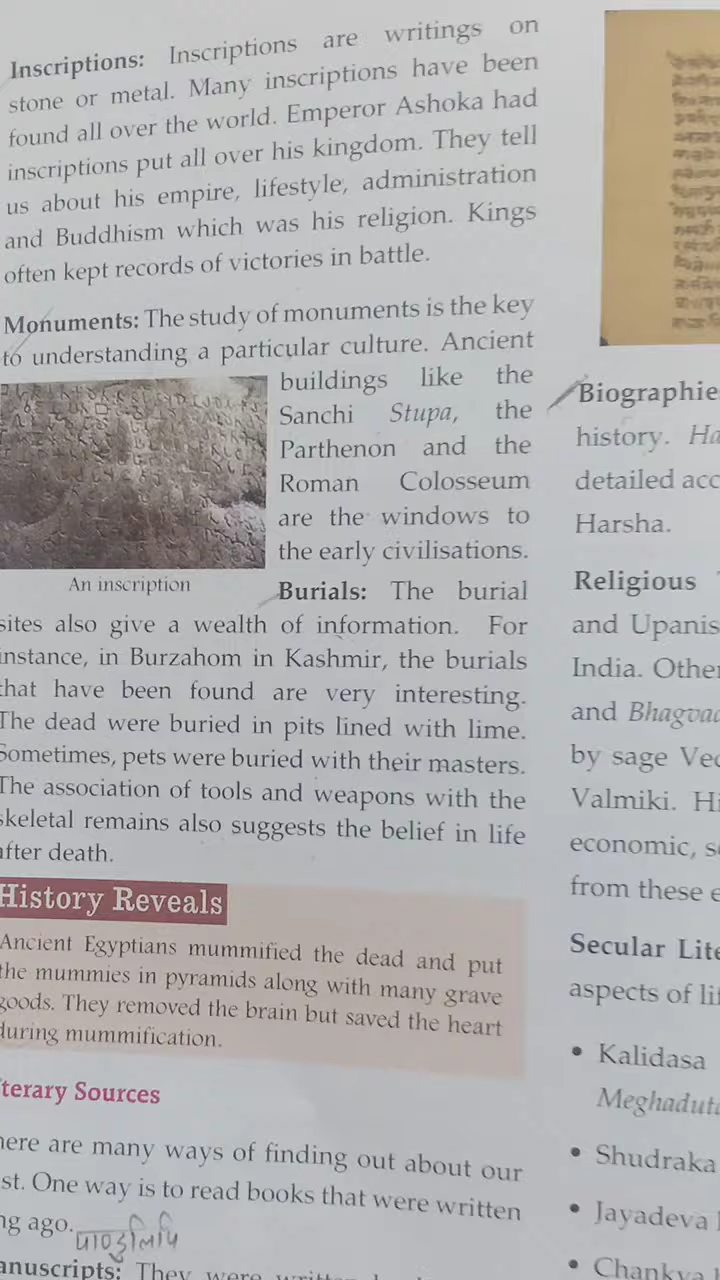 Inscriptions: Inscriptions are writings on
stone or metal. Many inscriptions have been
found all over the world. Emperor Ashoka had
inscriptions put all over his kingdom. They tell
us about his empire, lifestyle, administration
and Buddhism which was his religion. Kings
often kept records of victories in battle.
Monuments: The study of monuments is the key
to understanding a particular culture. Ancient
buildings like the
Sanchi Stupa, the
Parthenon and the
Roman Colosseum
are the windows to
the early civilisations.
An inscription
Burials: The burial
sites also give a wealth of information. For
instance, in Burzahom in Kashmir, the burials
that have been found are very interesting.
The dead were buried in pits lined with lime.
Sometimes, pets were buried with their masters.
The association of tools and weapons with the
skeletal remains also suggests the belief in life
after death.
History Reveals
Ancient Egyptians mummified the dead and put
the mummies in pyramids along with many grave
goods. They removed the brain but saved the heart
during mummification.
terary Sources
here are many ways of finding out about our
st. One way is to read books that were written
ng ago.
पाण्डुलिपि
anuscripts: They were written
Biographie
history. Ha
detailed acc
Harsha.
Religious
and Upanis
India. Other
and Bhagvad
by sage Ved
Valmiki. Hi
economic, s
from these e
Secular Lite
aspects of lif
• Kalidasa
Meghaduta
• Shudraka
• Jayadeva
• Chankya